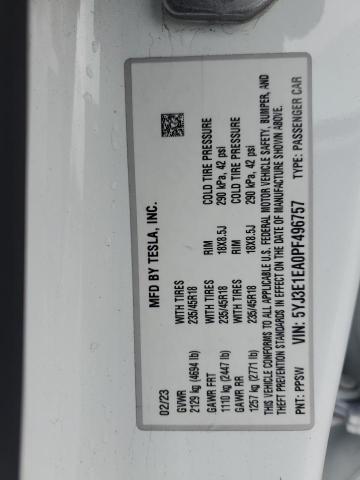 MFD BY TESLA, INC.
02/23
GVWR WITH TIRES RIM COLD TIRE PRESSURE
2129 kg (4694 lb) 235/45R18 18X8.5J 290 kPa, 42 psi
GAWR FRT WITH TIRES RIM COLD TIRE PRESSURE
1110 kg (2447 lb) 235/45R18 18X8.5J 290 kPa, 42 psi
GAWR RR
1257 kg (2771 lb)
THIS VEHICLE CONFORMS TO ALL APPLICABLE U.S. FEDERAL MOTOR VEHICLE SAFETY, BUMPER, AND
THEFT PREVENTION STANDARDS IN EFFECT ON THE DATE OF MANUFACTURE SHOWN ABOVE.
VIN: 5YJ3E1EA0PF496757 TYPE: PASSENGER CAR
PNT: PPSW